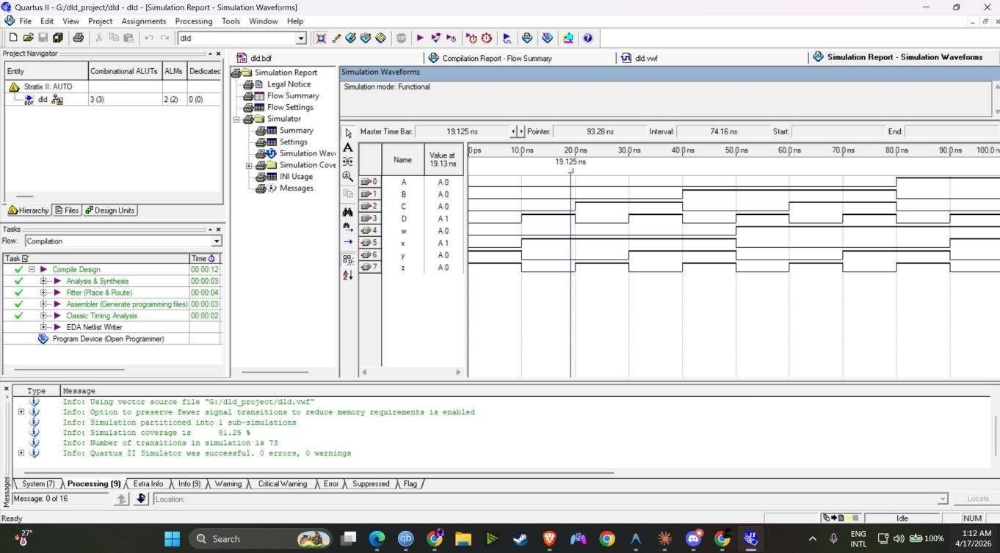 Quartus II - G:/dld_project/dld - dld - [Simulation Report - Simulation Waveforms]
File Edit View Project Assignments Processing Tools Window Help
dld
Project Navigator
Entity Combinational ALUTs ALMs Dedicated
Stratix II: AUTO
dld 3 (3) 2 (2) 0 (0)
Hierarchy Files Design Units
Tasks
Flow: Compilation
Task Time
Compile Design 00:00:12
Analysis & Synthesis 00:00:03
Fitter (Place & Route) 00:00:04
Assembler (Generate programming files) 00:00:03
Classic Timing Analysis 00:00:02
EDA Netlist Writer
Program Device (Open Programmer)
dld.bdf Compilation Report - Flow Summary dld.vwf Simulation Report - Simulation Waveforms
Simulation Report
Legal Notice
Flow Summary
Flow Settings
Simulator
Summary
Settings
Simulation Wave
Simulation Cove
INI Usage
Messages
Simulation Waveforms
Simulation mode: Functional
Master Time Bar: 19.125 ns Pointer: 93.28 ns Interval: 74.16 ns Start: End:
Name Value at 19.13 ns
0 ps 10.0 ns 20.0 ns 30.0 ns 40.0 ns 50.0 ns 60.0 ns 70.0 ns 80.0 ns 90.0 ns 100.0 n
19.125 ns
0 A A 0
1 B A 0
2 C A 0
3 D A 1
4 w A 0
5 x A 1
6 y A 0
7 z A 0
Type Message
Info: Using vector source file "G:/dld_project/dld.vwf"
Info: Option to preserve fewer signal transitions to reduce memory requirements is enabled
Info: Simulation partitioned into 1 sub-simulations
Info: Simulation coverage is 81.25 %
Info: Number of transitions in simulation is 73
Info: Quartus II Simulator was successful. 0 errors, 0 warnings
System (7) Processing (9) Extra Info Info (9) Warning Critical Warning Error Suppressed Flag
Messages
Message: 0 of 16 Location: Locate
Ready Idle NUM
27°
Search
ENG
INTL
100%
1:12 AM
4/17/2026